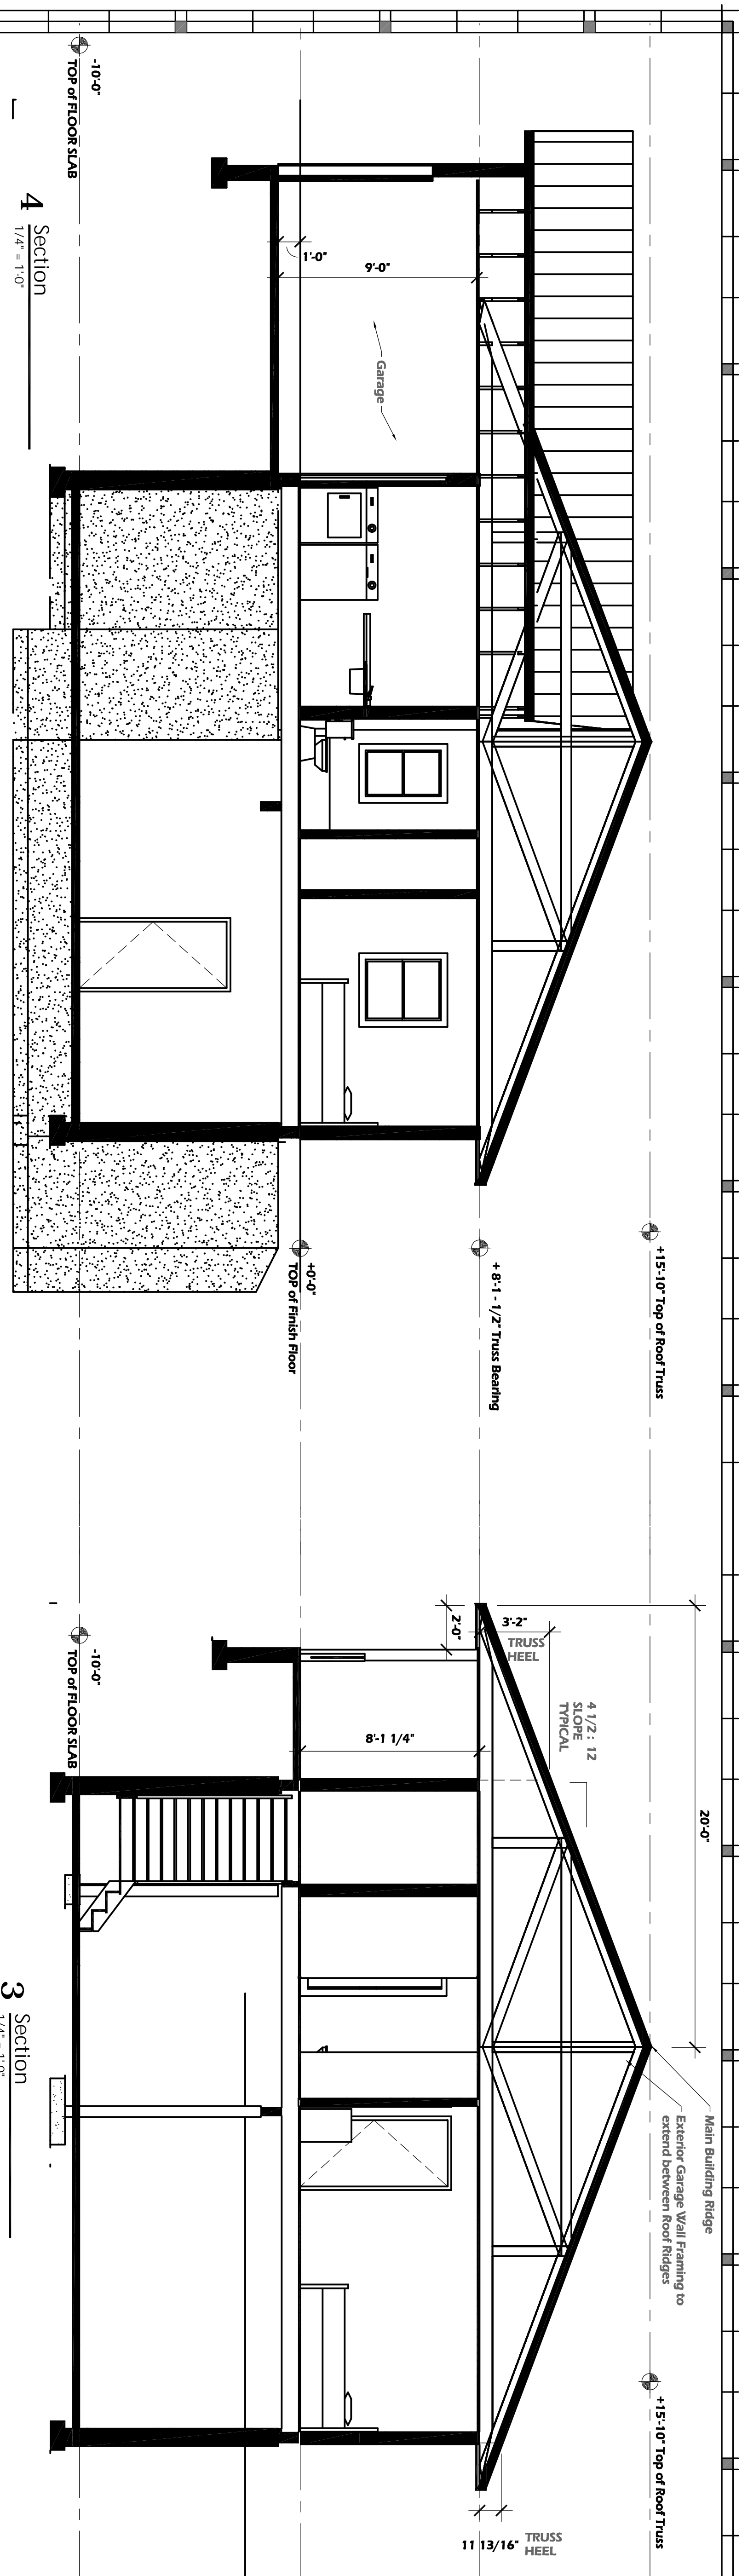 +15'-10" Top of Roof Truss
+ 8'-1 - 1/2" Truss Bearing
+0'-0"
TOP of Finish Floor
-10'-0"
TOP of FLOOR SLAB
1'-0"
9'-0"
Garage
4
Section
1/4" = 1'-0"
20'-0"
Main Building Ridge
Exterior Garage Wall Framing to
extend between Roof Ridges
+15'-10" Top of Roof Truss
4 1/2 : 12
SLOPE
TYPICAL
3'-2"
TRUSS
HEEL
2'-0"
8'-1 1/4"
11 13/16"
TRUSS
HEEL
-10'-0"
TOP of FLOOR SLAB
3
Section